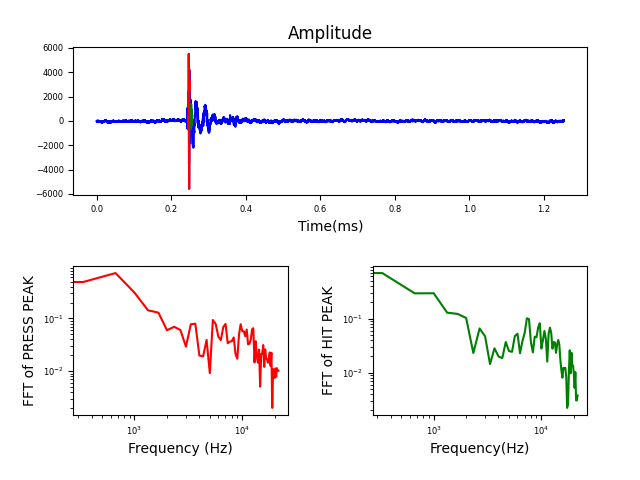 Amplitude
6000
4000
2000
0
−2000
−4000
−6000
0.0 0.2 0.4 0.6 0.8 1.0 1.2
Time(ms)
FFT of PRESS PEAK
10⁻¹
10⁻²
10³ 10⁴
Frequency (Hz)
FFT of HIT PEAK
10⁻¹
10⁻²
10³ 10⁴
Frequency(Hz)